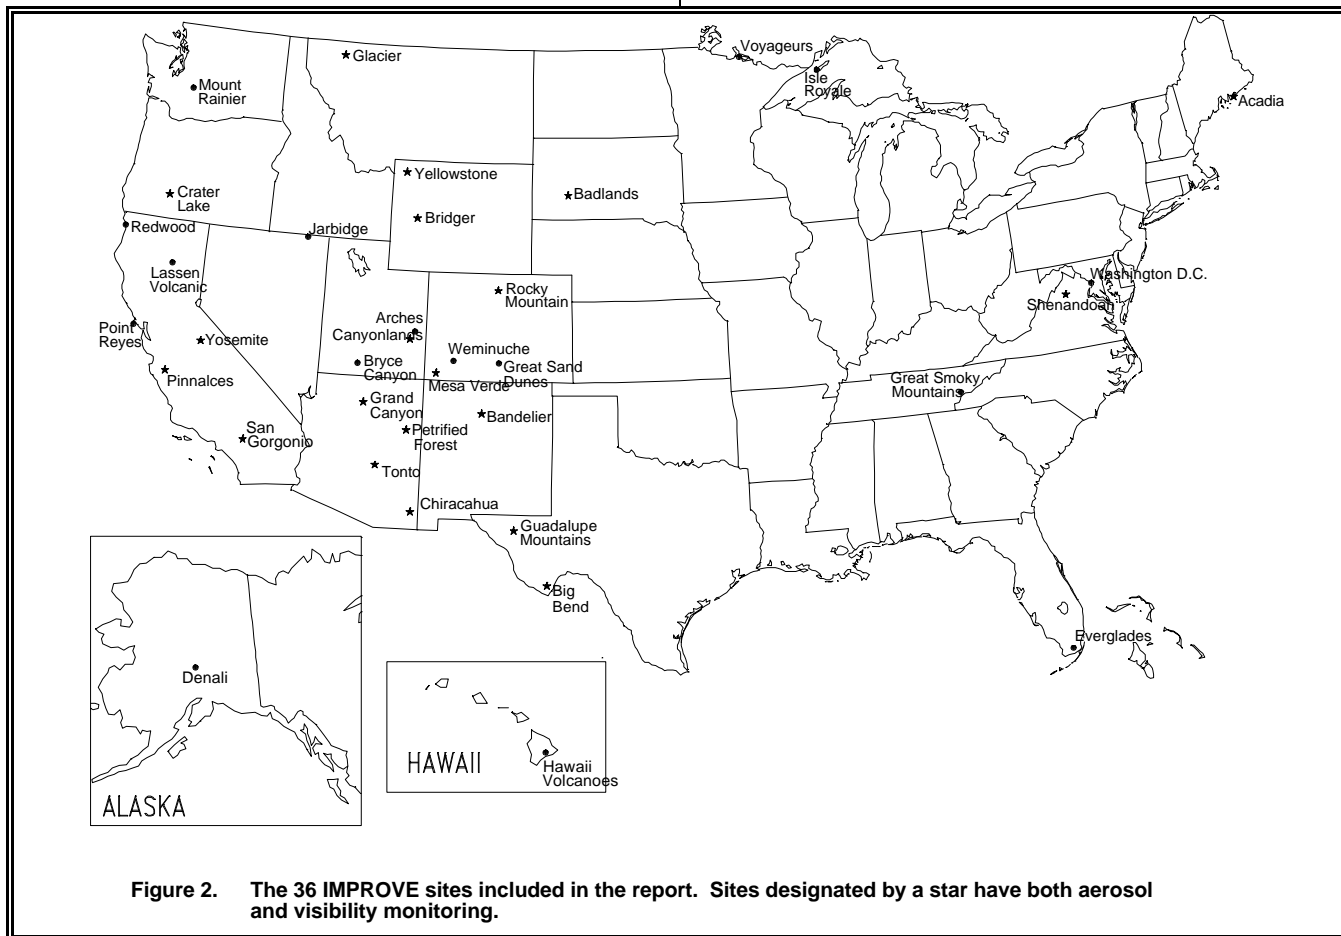 Voyageurs
Glacier
Isle
Royale
Mount
Rainier
Acadia
Yellowstone
Crater
Lake
Badlands
Bridger
Redwood
Jarbidge
Lassen
Volcanic
Washington D.C.
Rocky
Mountain
Shenandoah
Arches
Canyonlands
Point
Reyes
Yosemite
Weminuche
Bryce
Canyon
Great Sand
Dunes
Pinnalces
Mesa Verde
Great Smoky
Mountains
Grand
Canyon
Bandelier
San
Gorgonio
Petrified
Forest
Tonto
Chiracahua
Guadalupe
Mountains
Big
Bend
Everglades
Denali
HAWAII
Hawaii
Volcanoes
ALASKA
Figure 2. The 36 IMPROVE sites included in the report. Sites designated by a star have both aerosol
and visibility monitoring.